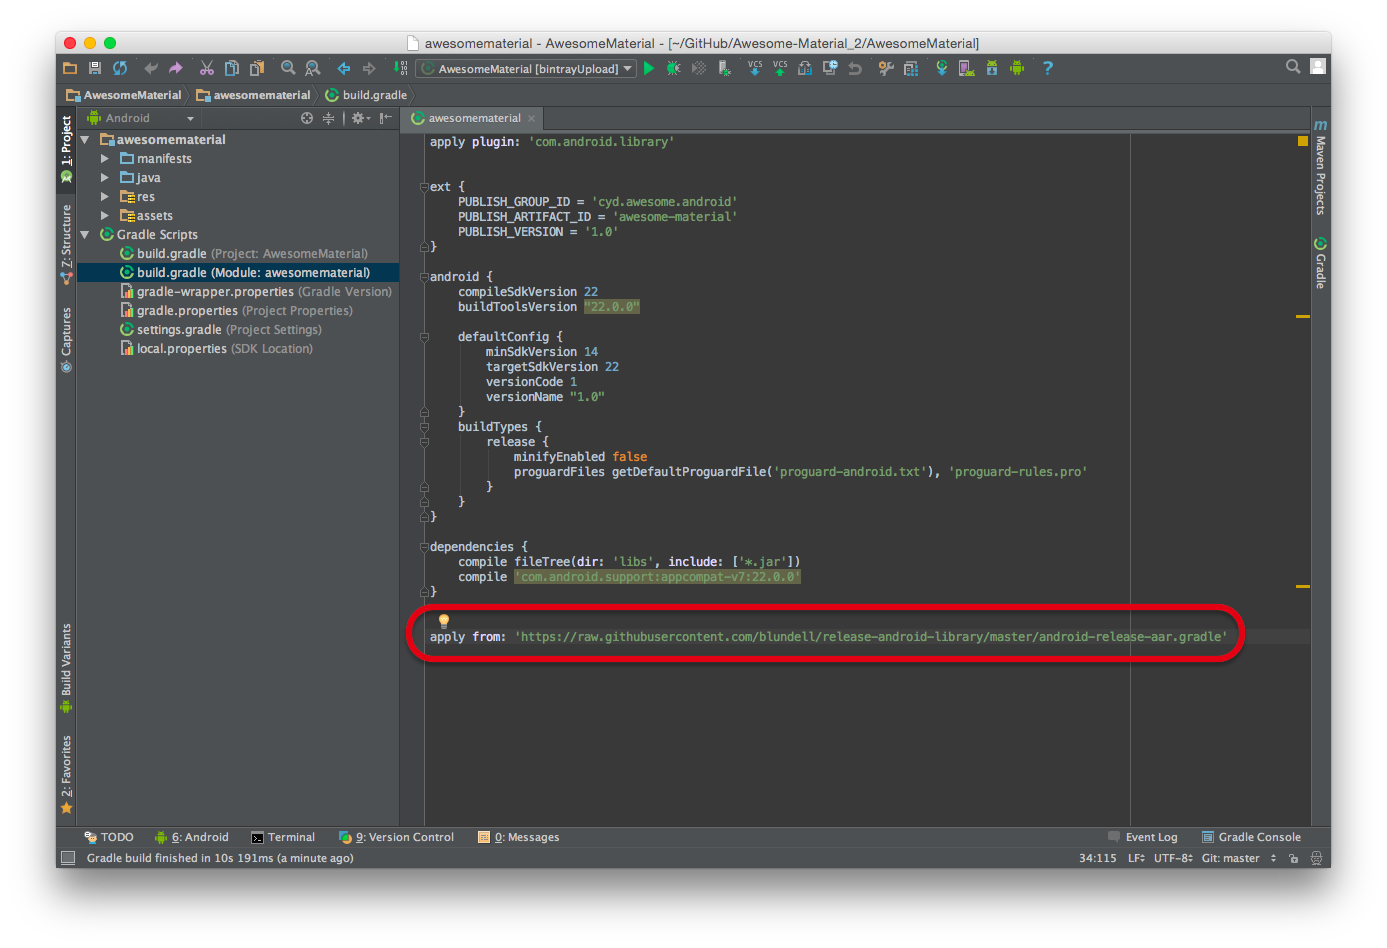 awesomematerial - AwesomeMaterial - [~/GitHub/Awesome-Material_2/AwesomeMaterial]
AwesomeMaterial [bintrayUpload]
VCS
VCS
?
AwesomeMaterial
awesomematerial
build.gradle
1: Project
Android
awesomematerial
manifests
java
res
assets
Gradle Scripts
build.gradle (Project: AwesomeMaterial)
build.gradle (Module: awesomematerial)
gradle-wrapper.properties (Gradle Version)
gradle.properties (Project Properties)
settings.gradle (Project Settings)
local.properties (SDK Location)
Z: Structure
Captures
Build Variants
2: Favorites
awesomematerial
apply plugin: 'com.android.library'
ext {
PUBLISH_GROUP_ID = 'cyd.awesome.android'
PUBLISH_ARTIFACT_ID = 'awesome-material'
PUBLISH_VERSION = '1.0'
}
android {
compileSdkVersion 22
buildToolsVersion "22.0.0"
defaultConfig {
minSdkVersion 14
targetSdkVersion 22
versionCode 1
versionName "1.0"
}
buildTypes {
release {
minifyEnabled false
proguardFiles getDefaultProguardFile('proguard-android.txt'), 'proguard-rules.pro'
}
}
}
dependencies {
compile fileTree(dir: 'libs', include: ['*.jar'])
compile 'com.android.support:appcompat-v7:22.0.0'
}
apply from: 'https://raw.githubusercontent.com/blundell/release-android-library/master/android-release-aar.gradle'
m
Maven Projects
Gradle
TODO
6: Android
Terminal
9: Version Control
0: Messages
Event Log
Gradle Console
Gradle build finished in 10s 191ms (a minute ago)
34:115
LF
UTF-8
Git: master